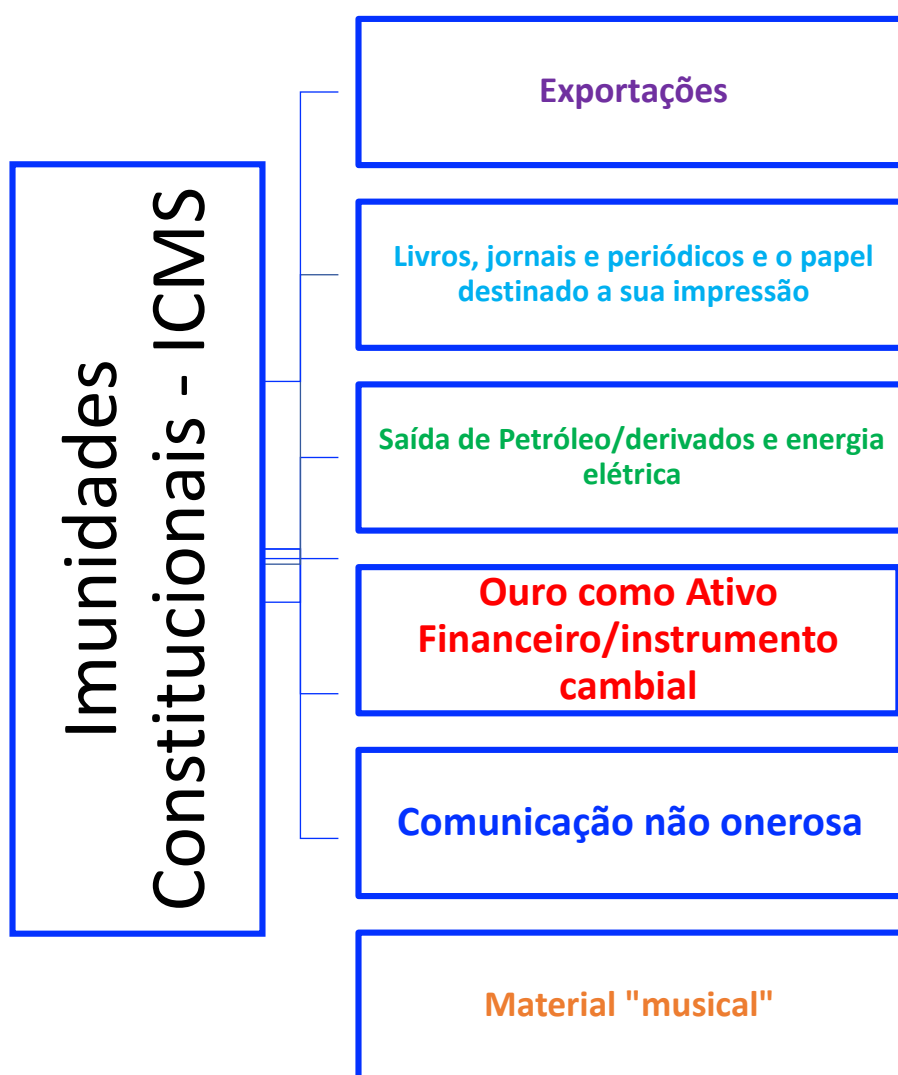 Imunidades
Constitucionais - ICMS
Exportações
Livros, jornais e periódicos e o papel
destinado a sua impressão
Saída de Petróleo/derivados e energia
elétrica
Ouro como Ativo
Financeiro/instrumento
cambial
Comunicação não onerosa
Material "musical"